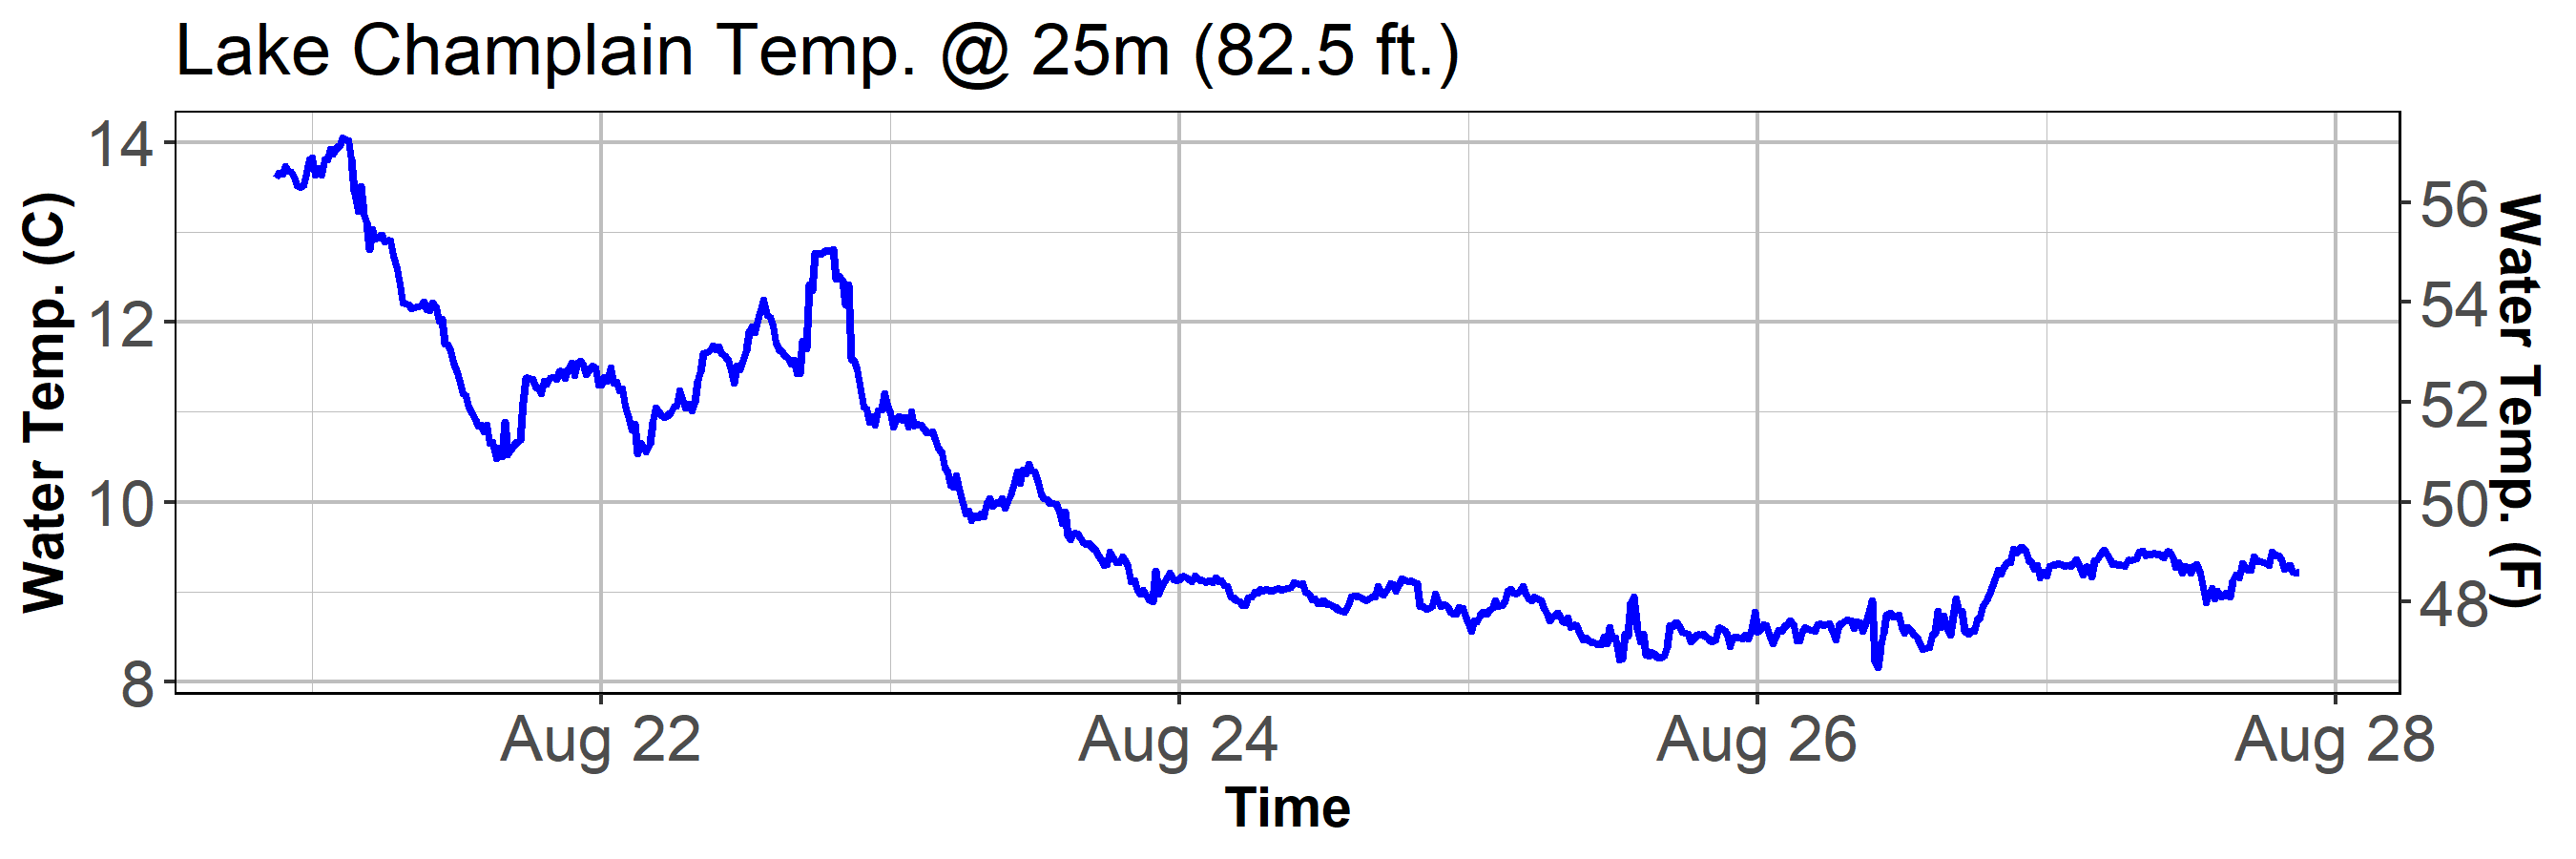 Lake Champlain Temp. @ 25m (82.5 ft.)
Water Temp. (C)
14
12
10
8
56
54
52
50
48
Water Temp. (F)
Aug 22
Aug 24
Aug 26
Aug 28
Time